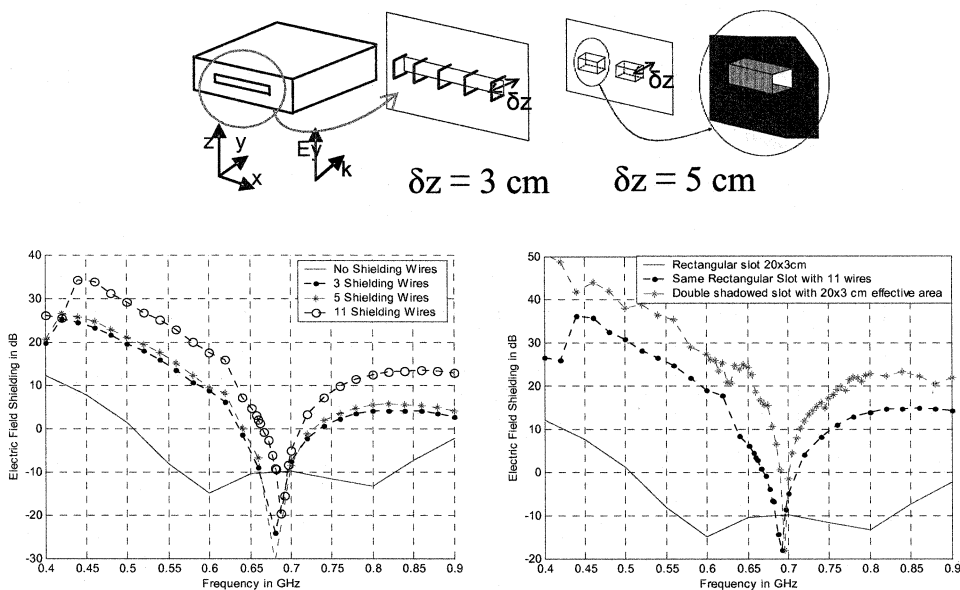 z
y
x
Ey
k
δz
δz
δz = 3 cm
δz = 5 cm
Electric Field Shielding in dB
40
30
20
10
0
-10
-20
-30
0.4
0.45
0.5
0.55
0.6
0.65
0.7
0.75
0.8
0.85
0.9
Frequency in GHz
No Shielding Wires
3 Shielding Wires
5 Shielding Wires
11 Shielding Wires
Electric Field Shielding in dB
50
40
30
20
10
0
-10
-20
0.4
0.45
0.5
0.55
0.6
0.65
0.7
0.75
0.8
0.85
0.9
Frequency in GHz
Rectangular slot 20x3cm
Same Rectangular Slot with 11 wires
Double shadowed slot with 20x3 cm effective area